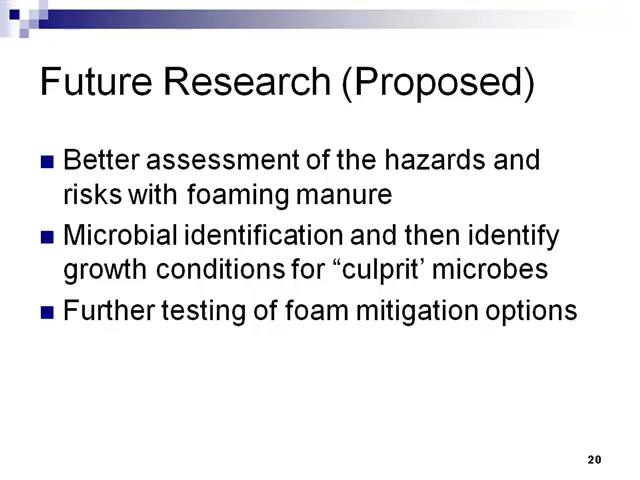 Future Research (Proposed)
Better assessment of the hazards and
risks with foaming manure
Microbial identification and then identify
growth conditions for “culprit’ microbes
Further testing of foam mitigation options
20